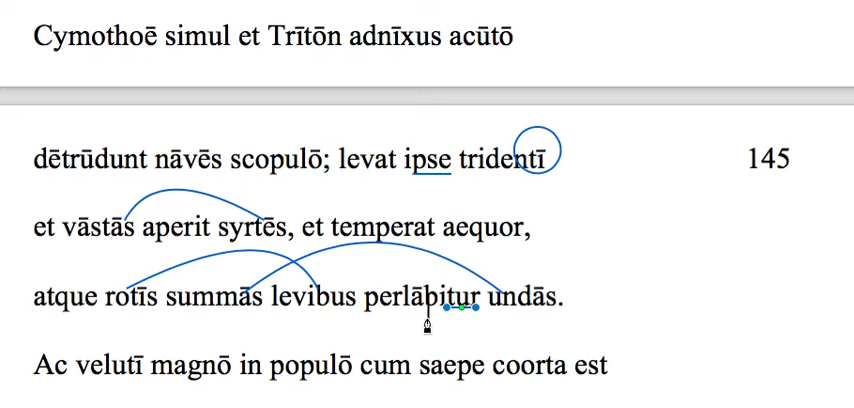 Cymothoē simul et Trītōn adnīxus acūtō
dētrūdunt nāvēs scopulō; levat ipse tridentī 145
et vāstās aperit syrtēs, et temperat aequor,
atque rotīs summās levibus perlābitur undās.
Ac velutī magnō in populō cum saepe coorta est